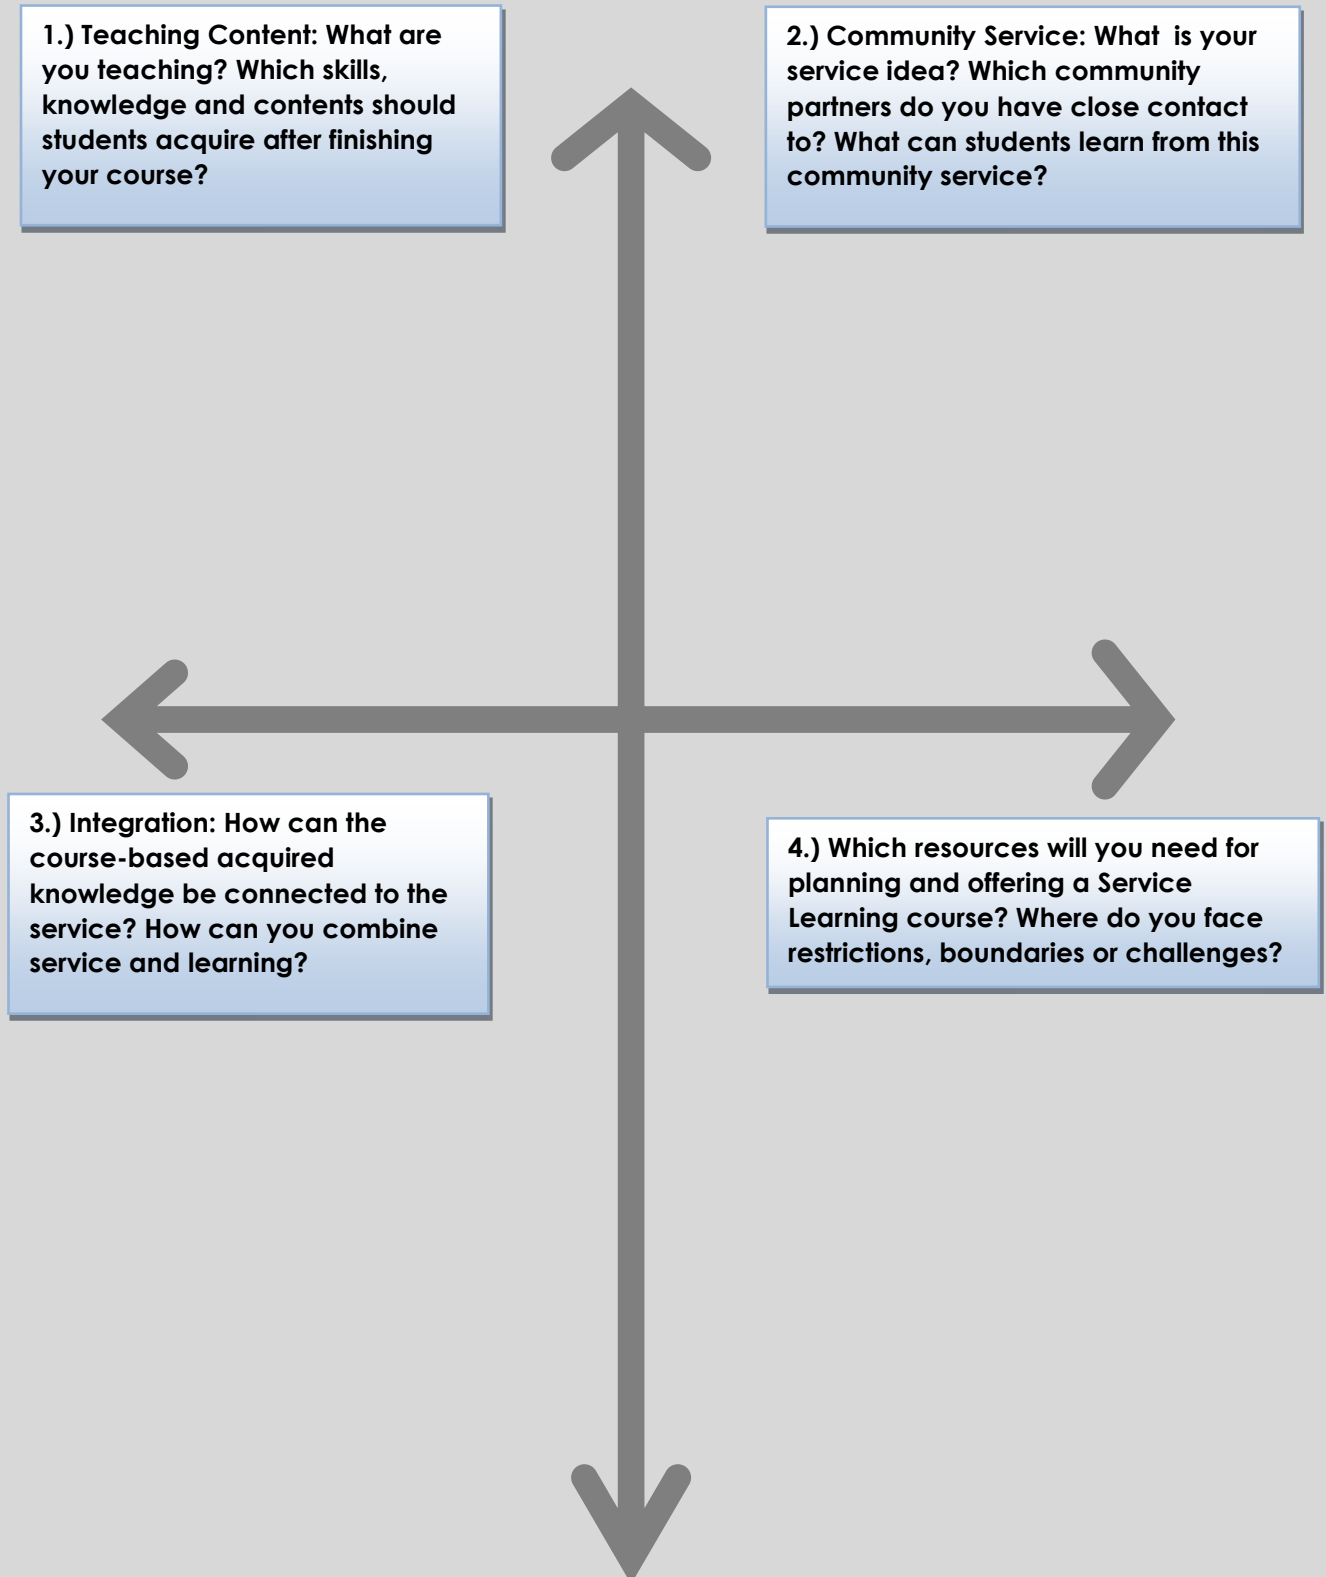 1.) Teaching Content: What are
you teaching? Which skills,
knowledge and contents should
students acquire after finishing
your course?
2.) Community Service: What  is your
service idea? Which community
partners do you have close contact
to? What can students learn from this
community service?
3.) Integration: How can the
course-based acquired
knowledge be connected to the
service? How can you combine
service and learning?
4.) Which resources will you need for
planning and offering a Service
Learning course? Where do you face
restrictions, boundaries or challenges?